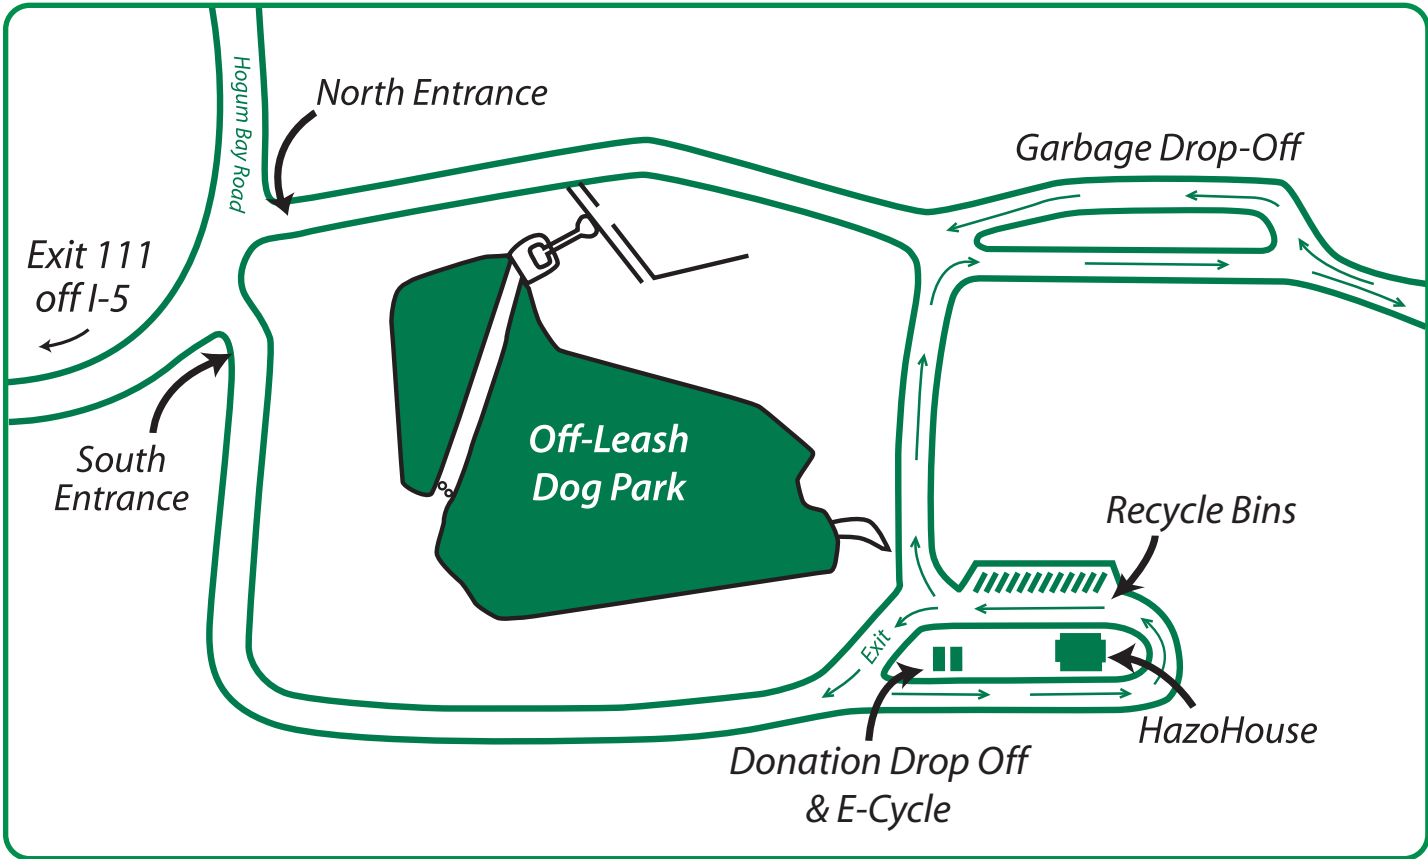 Hogum Bay Road
North Entrance
Garbage Drop-Off
Exit 111
off I-5
South
Entrance
Off-Leash
Dog Park
Recycle Bins
Exit
HazoHouse
Donation Drop Off
& E-Cycle